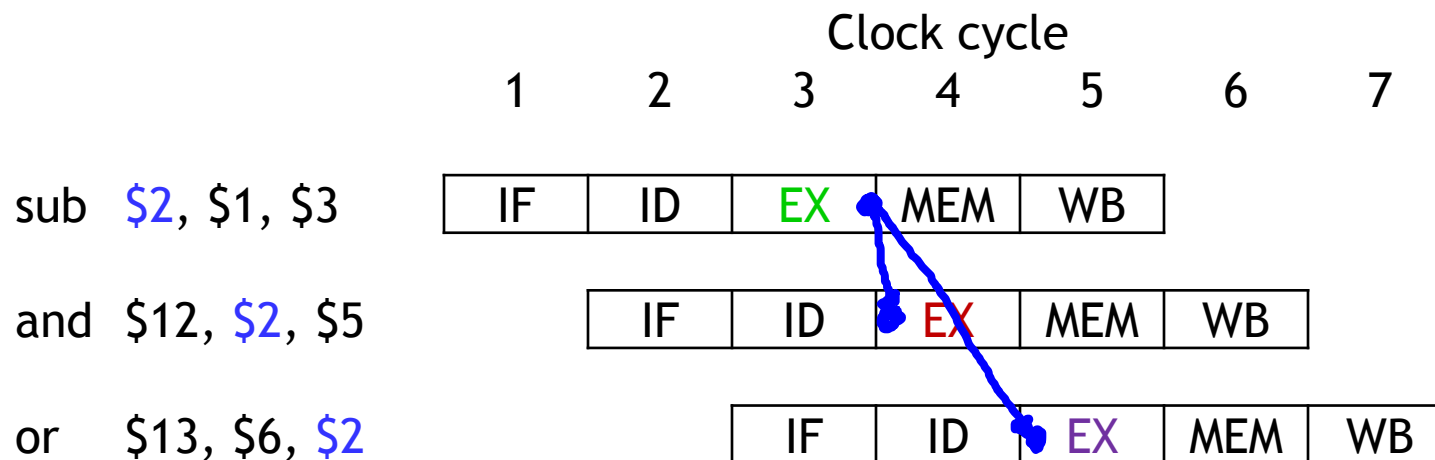 Clock cycle
1 2 3 4 5 6 7
sub $2, $1, $3 IF ID EX MEM WB
and $12, $2, $5 IF ID EX MEM WB
or $13, $6, $2 IF ID EX MEM WB